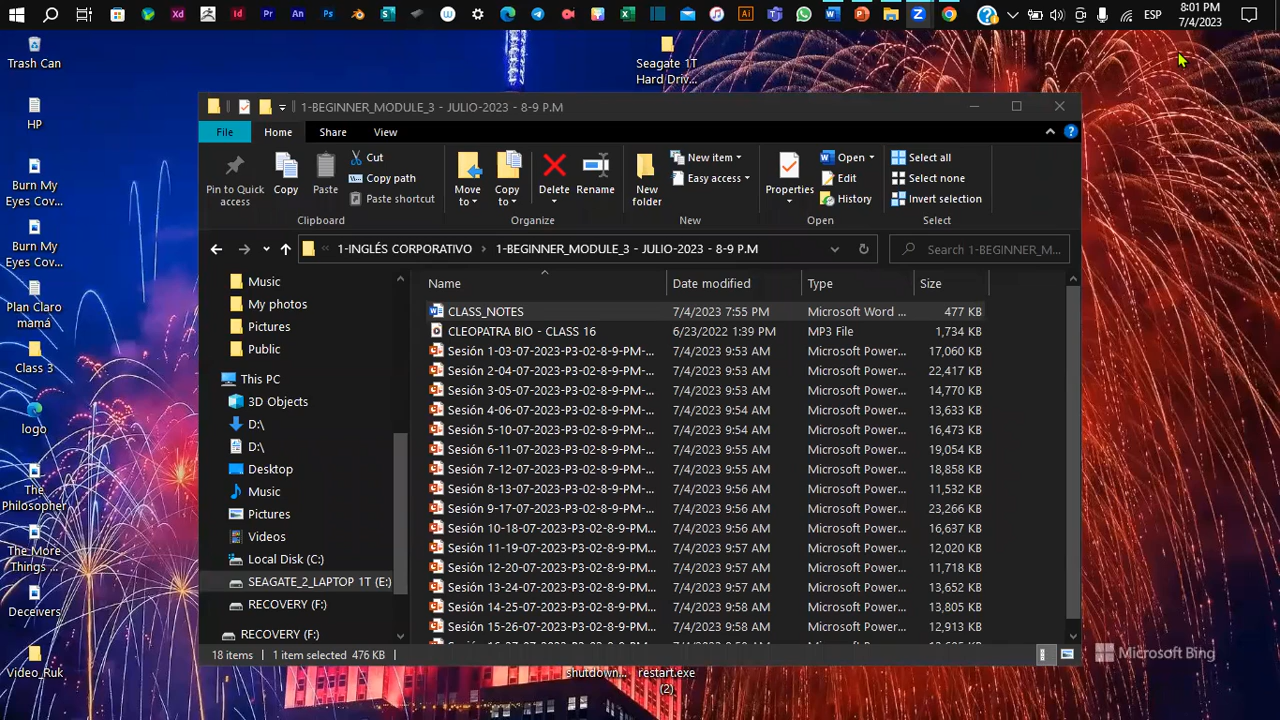 Xd
Id
Pr
An
Ps
Ai
ESP
8:01 PM
7/4/2023
Trash Can
HP
Burn My
Eyes Cov...
Burn My
Eyes Cov...
Plan Claro
mamá
Class 3
logo
The
Philosopher
The More
Things ...
Deceivers
Video_Ruk
Seagate 1T
Hard Driv...
1-BEGINNER_MODULE_3 - JULIO-2023 - 8-9 P.M
File Home Share View
Pin to Quick
access
Copy
Paste
Cut
Copy path
Paste shortcut
Clipboard
Move
to
Copy
to
Delete
Rename
Organize
New
folder
New item
Easy access
New
Properties
Open
Edit
History
Open
Select all
Select none
Invert selection
Select
1-INGLÉS CORPORATIVO 1-BEGINNER_MODULE_3 - JULIO-2023 - 8-9 P.M
Search 1-BEGINNER_M...
Music
My photos
Pictures
Public
This PC
3D Objects
D:\
D:\
Desktop
Music
Pictures
Videos
Local Disk (C:)
SEAGATE_2_LAPTOP 1T (E:)
RECOVERY (F:)
RECOVERY (F:)
Name Date modified Type Size
CLASS_NOTES 7/4/2023 7:55 PM Microsoft Word ... 477 KB
CLEOPATRA BIO - CLASS 16 6/23/2022 1:39 PM MP3 File 1,734 KB
Sesión 1-03-07-2023-P3-02-8-9-PM-... 7/4/2023 9:53 AM Microsoft Power... 17,060 KB
Sesión 2-04-07-2023-P3-02-8-9-PM-... 7/4/2023 9:53 AM Microsoft Power... 22,417 KB
Sesión 3-05-07-2023-P3-02-8-9-PM-... 7/4/2023 9:53 AM Microsoft Power... 14,770 KB
Sesión 4-06-07-2023-P3-02-8-9-PM-... 7/4/2023 9:54 AM Microsoft Power... 13,633 KB
Sesión 5-10-07-2023-P3-02-8-9-PM-... 7/4/2023 9:54 AM Microsoft Power... 16,473 KB
Sesión 6-11-07-2023-P3-02-8-9-PM-... 7/4/2023 9:55 AM Microsoft Power... 19,054 KB
Sesión 7-12-07-2023-P3-02-8-9-PM-... 7/4/2023 9:55 AM Microsoft Power... 18,858 KB
Sesión 8-13-07-2023-P3-02-8-9-PM-... 7/4/2023 9:56 AM Microsoft Power... 11,532 KB
Sesión 9-17-07-2023-P3-02-8-9-PM-... 7/4/2023 9:56 AM Microsoft Power... 23,266 KB
Sesión 10-18-07-2023-P3-02-8-9-PM... 7/4/2023 9:56 AM Microsoft Power... 16,637 KB
Sesión 11-19-07-2023-P3-02-8-9-PM... 7/4/2023 9:57 AM Microsoft Power... 12,020 KB
Sesión 12-20-07-2023-P3-02-8-9-PM... 7/4/2023 9:57 AM Microsoft Power... 11,718 KB
Sesión 13-24-07-2023-P3-02-8-9-PM... 7/4/2023 9:57 AM Microsoft Power... 13,652 KB
Sesión 14-25-07-2023-P3-02-8-9-PM... 7/4/2023 9:58 AM Microsoft Power... 13,805 KB
Sesión 15-26-07-2023-P3-02-8-9-PM... 7/4/2023 9:58 AM Microsoft Power... 12,913 KB
18 items 1 item selected 476 KB
Microsoft Bing
shutdown...
restart.exe
(2)